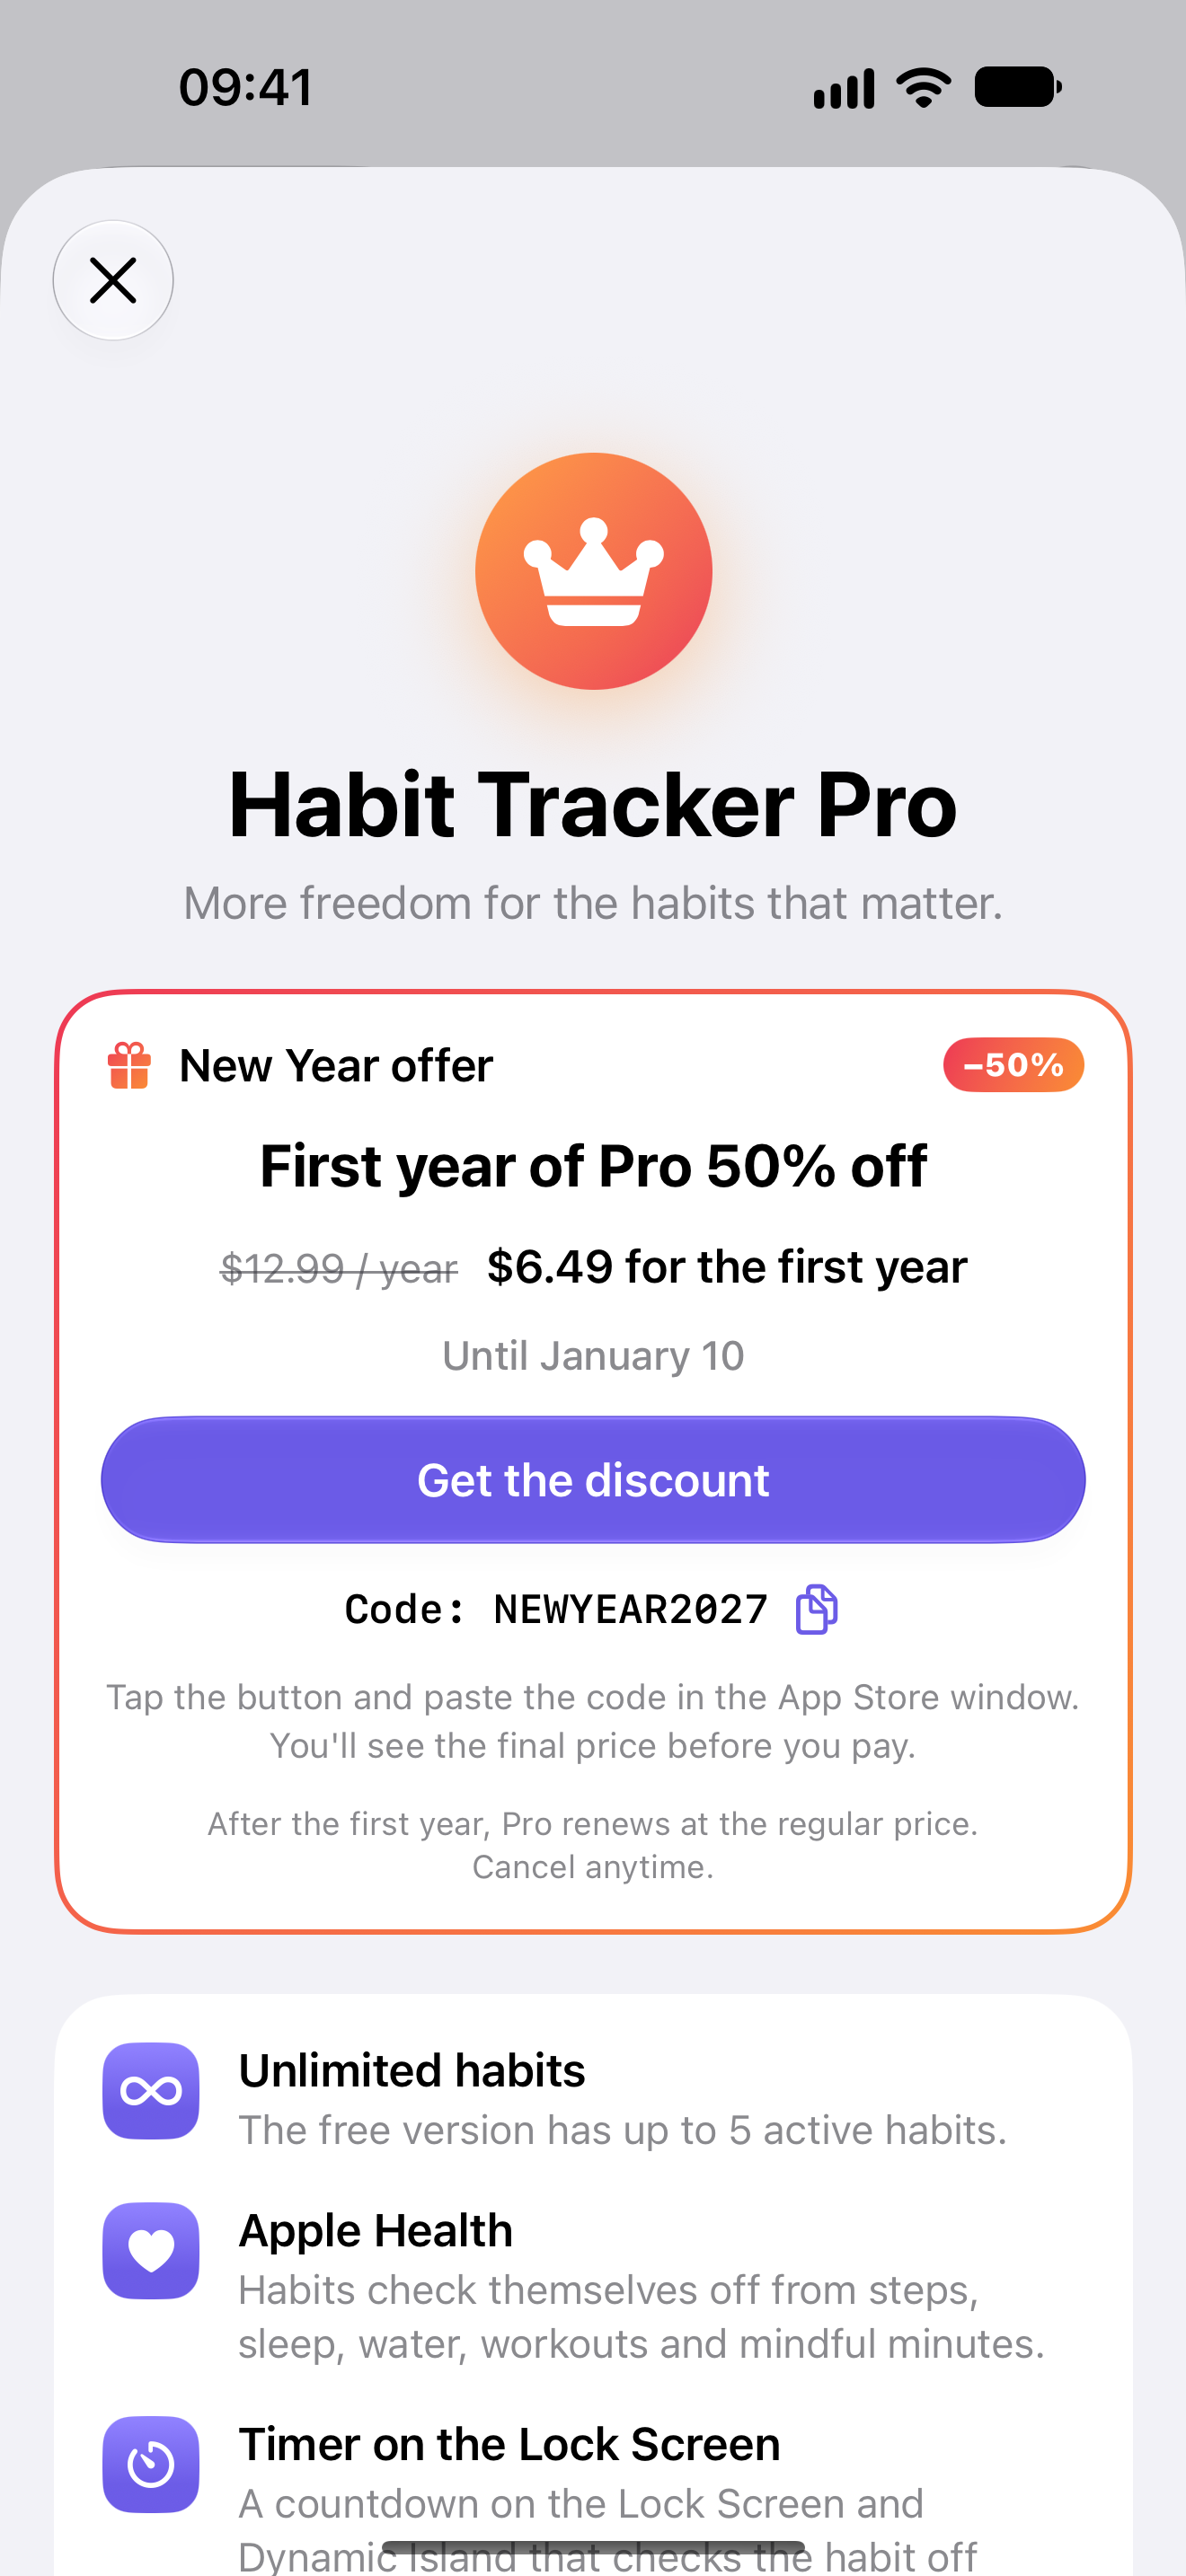 09:41
Habit Tracker Pro
More freedom for the habits that matter.
New Year offer
–50%
First year of Pro 50% off
$12.99 / year $6.49 for the first year
Until January 10
Get the discount
Code: NEWYEAR2027
Tap the button and paste the code in the App Store window.
You'll see the final price before you pay.
After the first year, Pro renews at the regular price.
Cancel anytime.
Unlimited habits
The free version has up to 5 active habits.
Apple Health
Habits check themselves off from steps,
sleep, water, workouts and mindful minutes.
Timer on the Lock Screen
A countdown on the Lock Screen and
Dynamic Island that checks the habit off